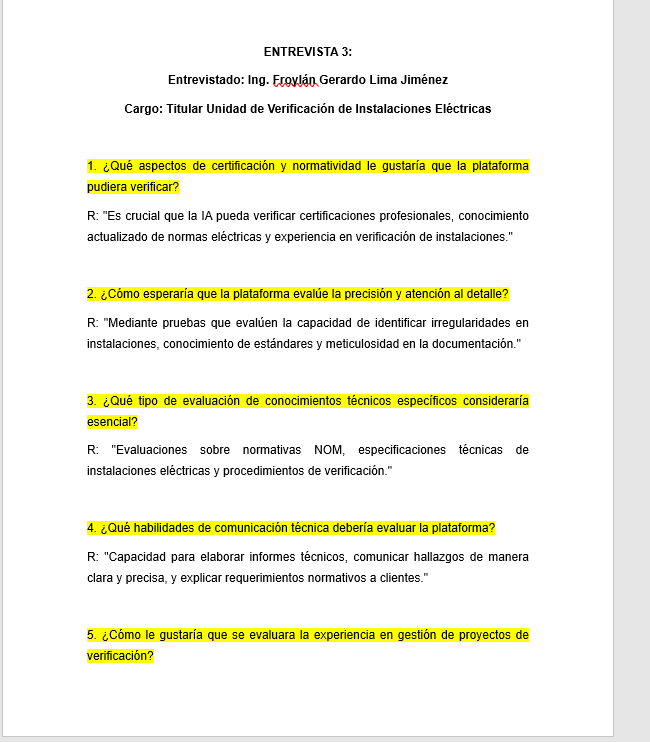 ENTREVISTA 3:
Entrevistado: Ing. Froylán Gerardo Lima Jiménez
Cargo: Titular Unidad de Verificación de Instalaciones Eléctricas
1. ¿Qué aspectos de certificación y normatividad le gustaría que la plataforma
pudiera verificar?
R: "Es crucial que la IA pueda verificar certificaciones profesionales, conocimiento
actualizado de normas eléctricas y experiencia en verificación de instalaciones."
2. ¿Cómo esperaría que la plataforma evalúe la precisión y atención al detalle?
R: "Mediante pruebas que evalúen la capacidad de identificar irregularidades en
instalaciones, conocimiento de estándares y meticulosidad en la documentación."
3. ¿Qué tipo de evaluación de conocimientos técnicos específicos consideraría
esencial?
R: "Evaluaciones sobre normativas NOM, especificaciones técnicas de
instalaciones eléctricas y procedimientos de verificación."
4. ¿Qué habilidades de comunicación técnica debería evaluar la plataforma?
R: "Capacidad para elaborar informes técnicos, comunicar hallazgos de manera
clara y precisa, y explicar requerimientos normativos a clientes."
5. ¿Cómo le gustaría que se evaluara la experiencia en gestión de proyectos de
verificación?